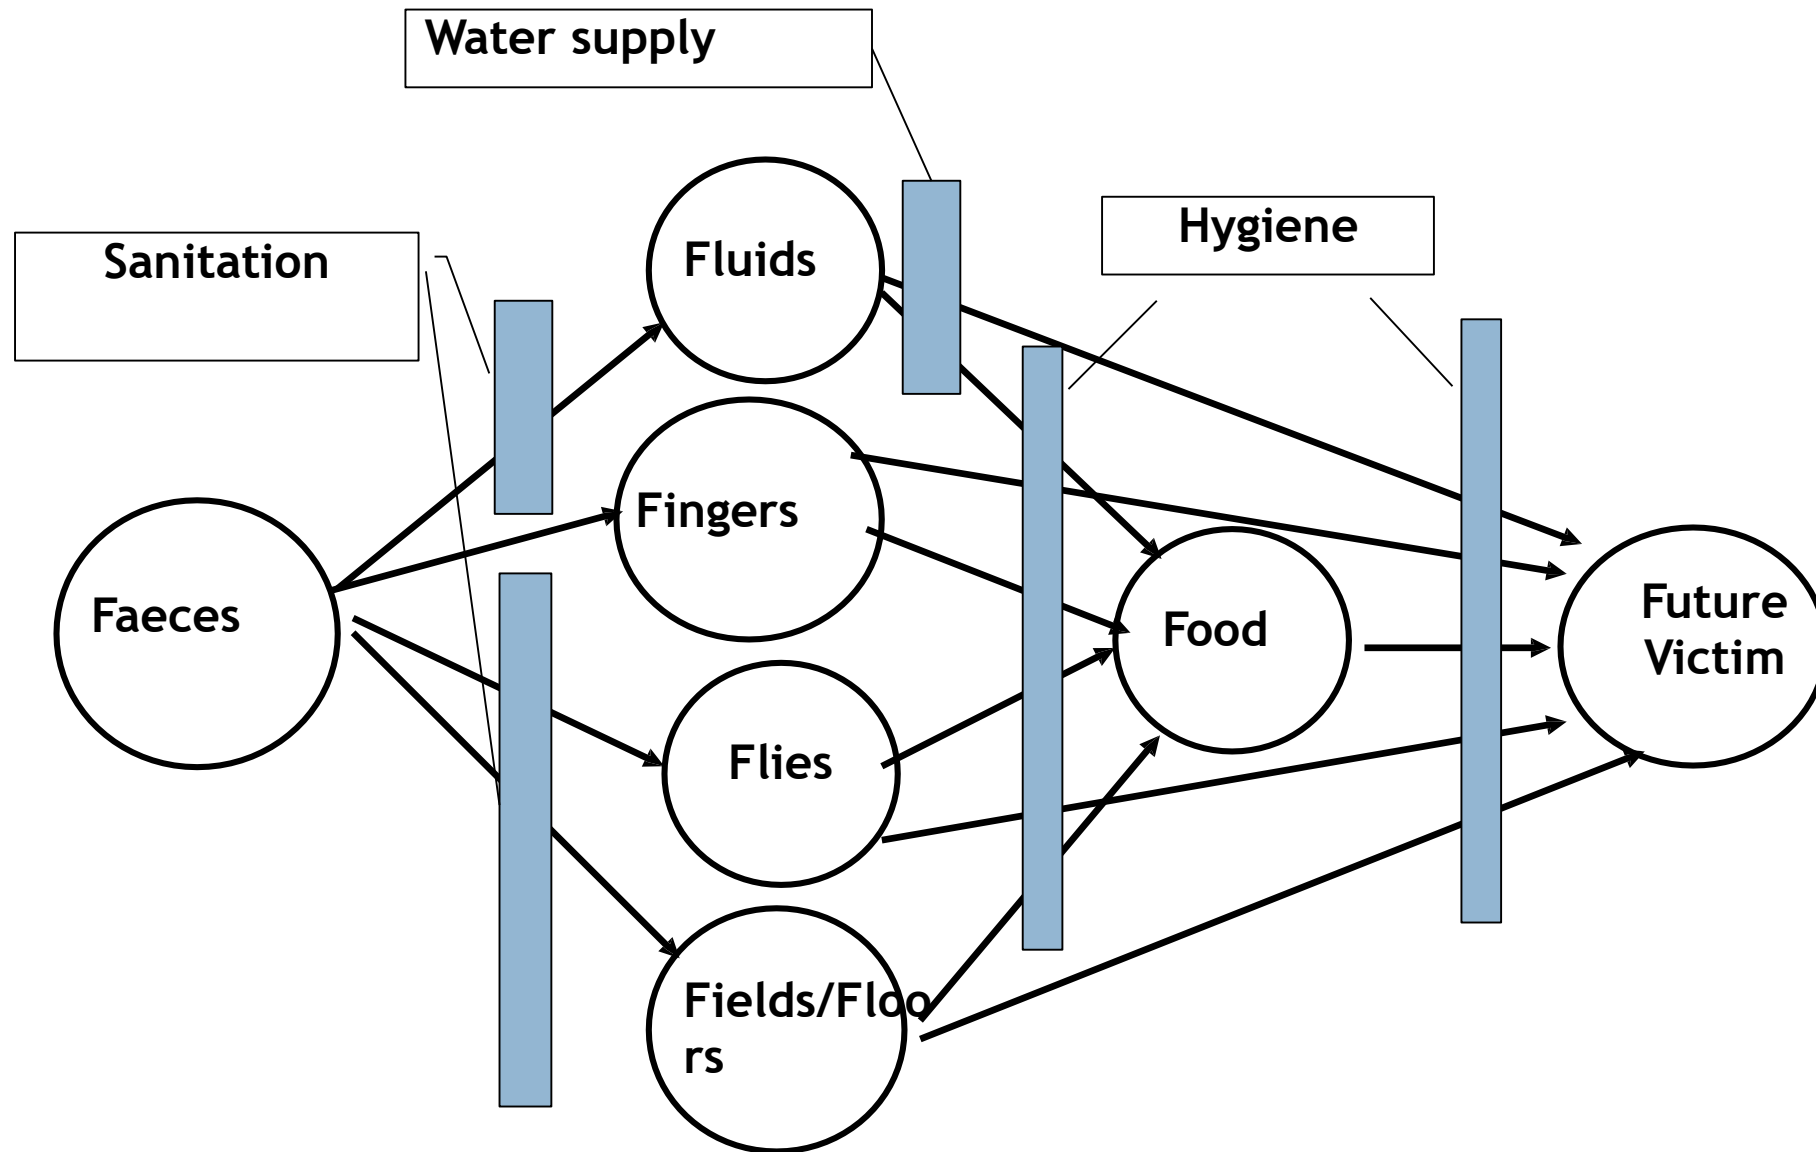 Water supply
Sanitation
Hygiene
Fluids
Fingers
Faeces
Food
Future
Victim
Flies
Fields/Floo
rs